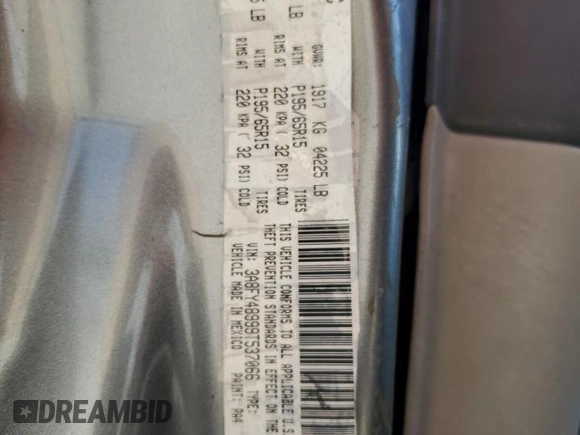 GVWR: 1917 KG 04225 LB
LB WITH P195/65R15 TIRES
RIMS AT 220 KPA ( 32 PSI) COLD
LB WITH P195/65R15 TIRES
RIMS AT 220 KPA ( 32 PSI) COLD
THIS VEHICLE CONFORMS TO ALL APPLICABLE U.S.
THEFT PREVENTION STANDARDS IN EFFECT ON THE
VIN: 3A8FY48999T537066 TYPE:
VEHICLE MADE IN MEXICO PAINT: PA4
DREAMBID